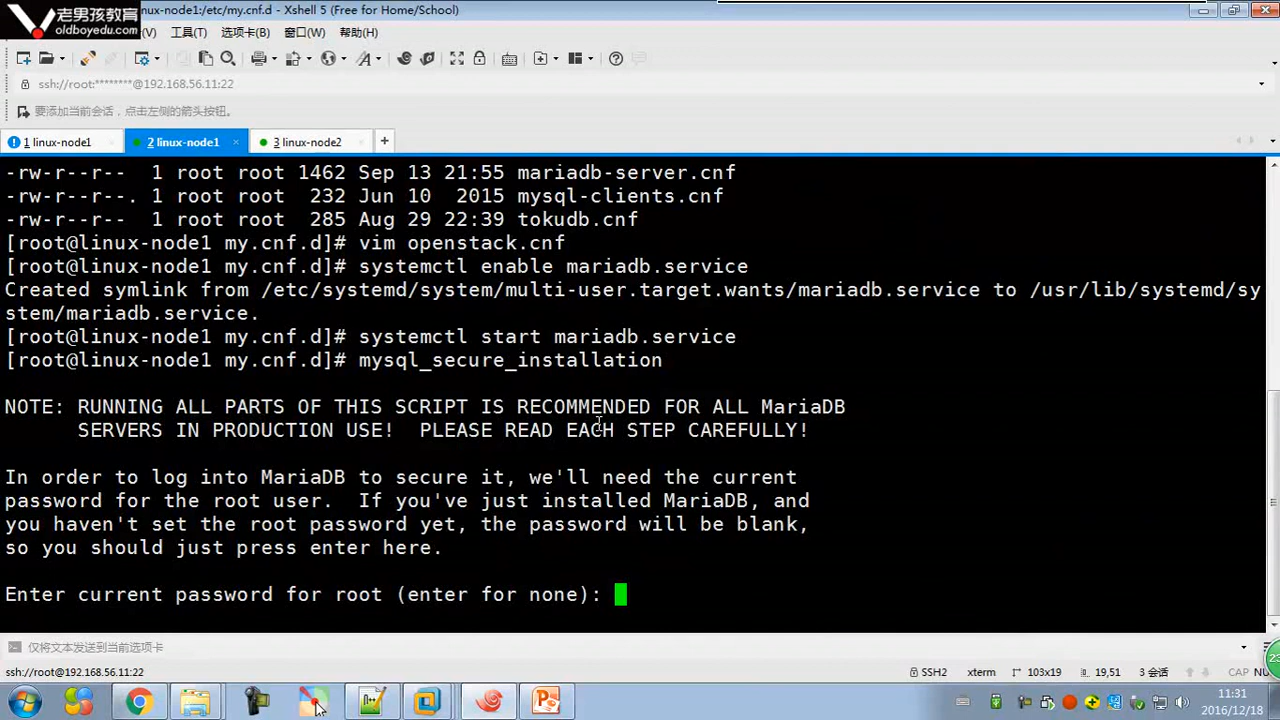 老男孩教育
oldboyedu.com
linux-node1:/etc/my.cnf.d - Xshell 5 (Free for Home/School)
(V) 工具(T) 选项卡(B) 窗口(W) 帮助(H)
ssh://root:********@192.168.56.11:22
要添加当前会话，点击左侧的箭头按钮。
1 linux-node1 × 2 linux-node1 × 3 linux-node2 × +
-rw-r--r--  1 root root 1462 Sep 13 21:55 mariadb-server.cnf
-rw-r--r--. 1 root root  232 Jun 10  2015 mysql-clients.cnf
-rw-r--r--  1 root root  285 Aug 29 22:39 tokudb.cnf
[root@linux-node1 my.cnf.d]# vim openstack.cnf
[root@linux-node1 my.cnf.d]# systemctl enable mariadb.service
Created symlink from /etc/systemd/system/multi-user.target.wants/mariadb.service to /usr/lib/systemd/sy
stem/mariadb.service.
[root@linux-node1 my.cnf.d]# systemctl start mariadb.service
[root@linux-node1 my.cnf.d]# mysql_secure_installation
NOTE: RUNNING ALL PARTS OF THIS SCRIPT IS RECOMMENDED FOR ALL MariaDB
SERVERS IN PRODUCTION USE!  PLEASE READ EACH STEP CAREFULLY!
In order to log into MariaDB to secure it, we'll need the current
password for the root user.  If you've just installed MariaDB, and
you haven't set the root password yet, the password will be blank,
so you should just press enter here.
Enter current password for root (enter for none):
仅将文本发送到当前选项卡
ssh://root@192.168.56.11:22 SSH2 xterm 103x19 19,51 3 会话 CAP NU
23
11:31
2016/12/18